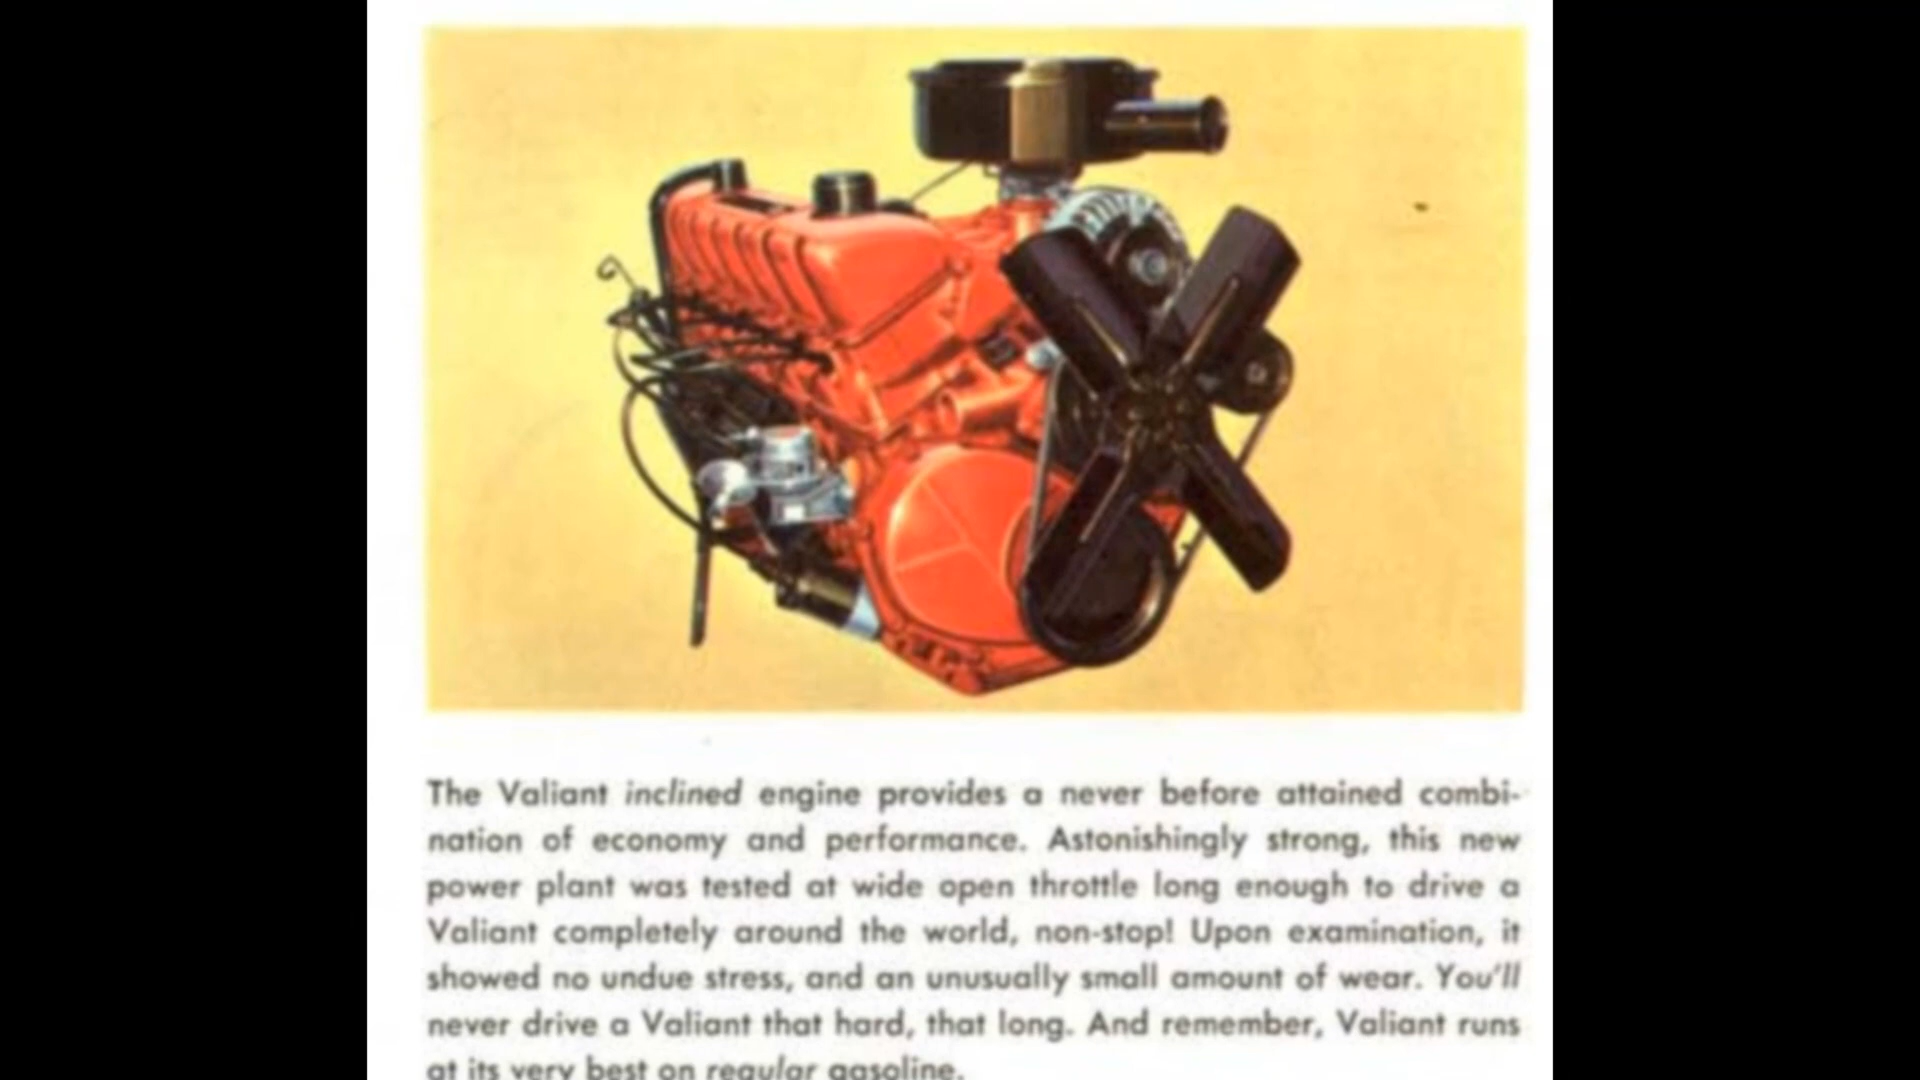 The Valiant inclined engine provides a never before attained combi-
nation of economy and performance. Astonishingly strong, this new
power plant was tested at wide open throttle long enough to drive a
Valiant completely around the world, non-stop! Upon examination, it
showed no undue stress, and an unusually small amount of wear. You'll
never drive a Valiant that hard, that long. And remember, Valiant runs
at its very best on regular gasoline.